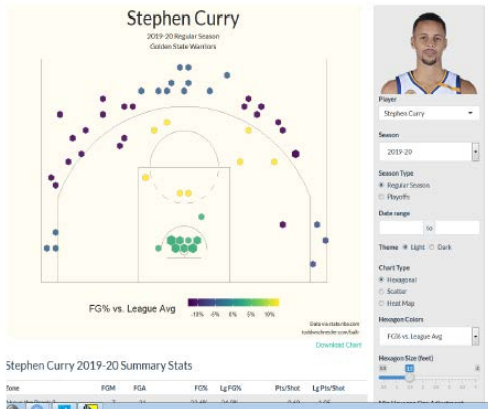 Stephen Curry
2019-20 Regular Season
Golden State Warriors
FG% vs. League Avg
-10% -5% 0% 5% 10%
Data via stats.nba.com
toddwschneider.com/ballr
Download Chart
Stephen Curry 2019-20 Summary Stats
Zone FGM FGA FG% Lg FG% Pts/Shot Lg Pts/Shot
Player
Stephen Curry
Season
2019-20
Season Type
Regular Season
Playoffs
Date range
to
Theme Light Dark
Chart Type
Hexagonal
Scatter
Heat Map
Hexagon Colors
FG% vs. League Avg
Hexagon Size (feet)